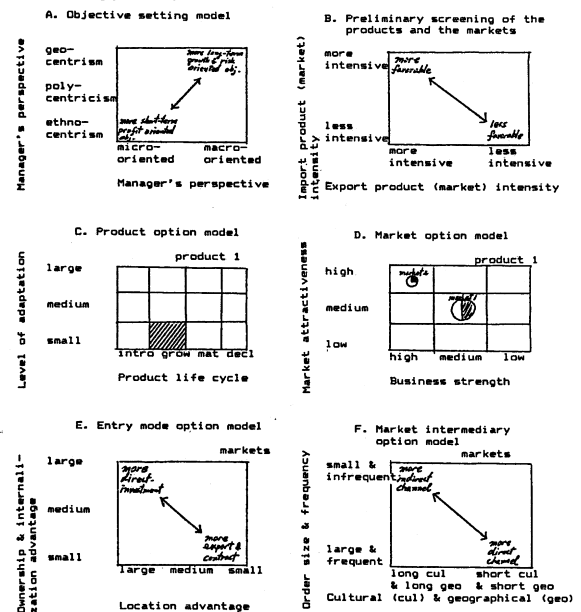 A. Objective setting model
Manager's perspective
geo-
centrism
poly-
centricism
ethno-
centrism
more long-term
growth & risk
oriented obj.
more short-term
profit oriented
obj.
micro-
oriented
macro-
oriented
Manager's perspective
B. Preliminary screening of the
products and the markets
Import product (market)
intensity
more
intensive
less
intensive
more
favorable
less
favorable
more
intensive
less
intensive
Export product (market) intensity
C. Product option model
product 1
Level of adaptation
large
medium
small
intro grow mat decl
Product life cycle
D. Market option model
product 1
Market attractiveness
high
medium
low
market 2
market 1
high medium low
Business strength
E. Entry mode option model
markets
Ownership & internali-
zation advantage
large
medium
small
more
direct-
investment
more
export &
contract
large medium small
Location advantage
F. Market intermediary
option model
markets
Order size & frequency
small &
infrequent
large &
frequent
more
indirect
channel
more
direct
channel
long cul
& long geo
short cul
& short geo
Cultural (cul) & geographical (geo)